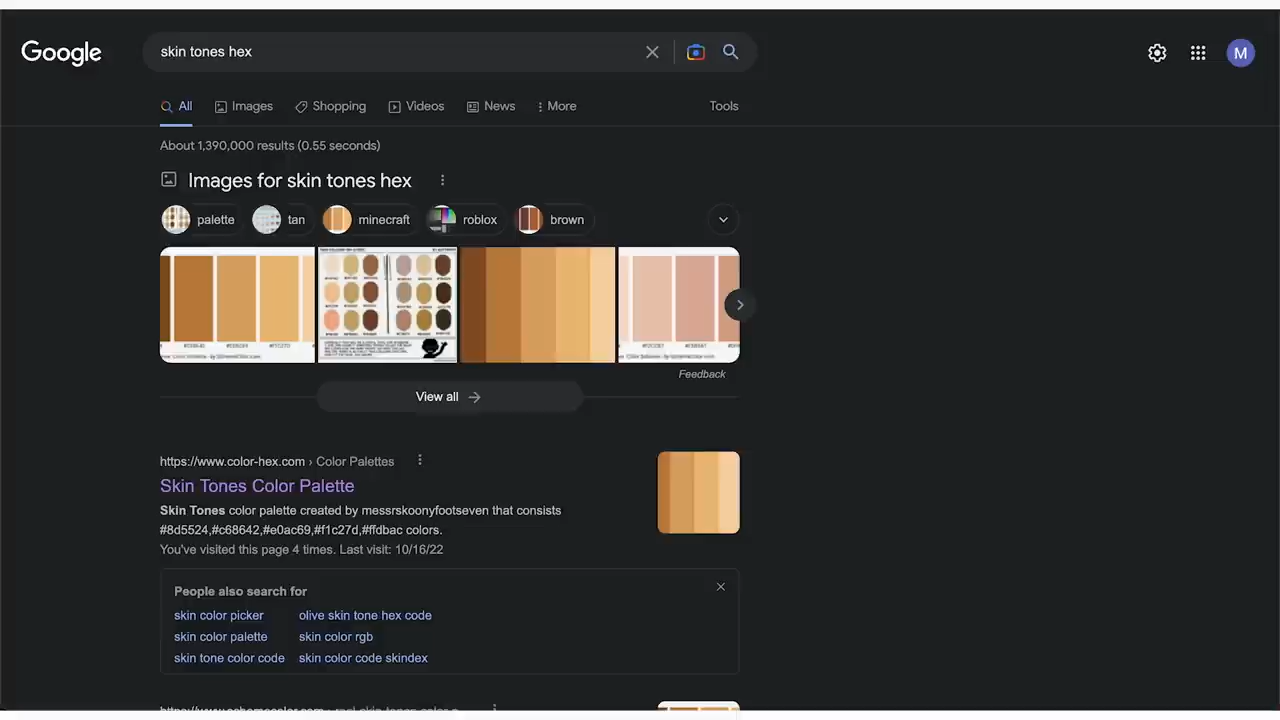 Google
skin tones hex
M
All
Images
Shopping
Videos
News
More
Tools
About 1,390,000 results (0.55 seconds)
Images for skin tones hex
palette
tan
minecraft
roblox
brown
Feedback
View all
https://www.color-hex.com › Color Palettes
Skin Tones Color Palette
Skin Tones color palette created by messrskoonyfootseven that consists
#8d5524,#c68642,#e0ac69,#f1c27d,#ffdbac colors.
You've visited this page 4 times. Last visit: 10/16/22
People also search for
skin color picker
olive skin tone hex code
skin color palette
skin color rgb
skin tone color code
skin color code skindex